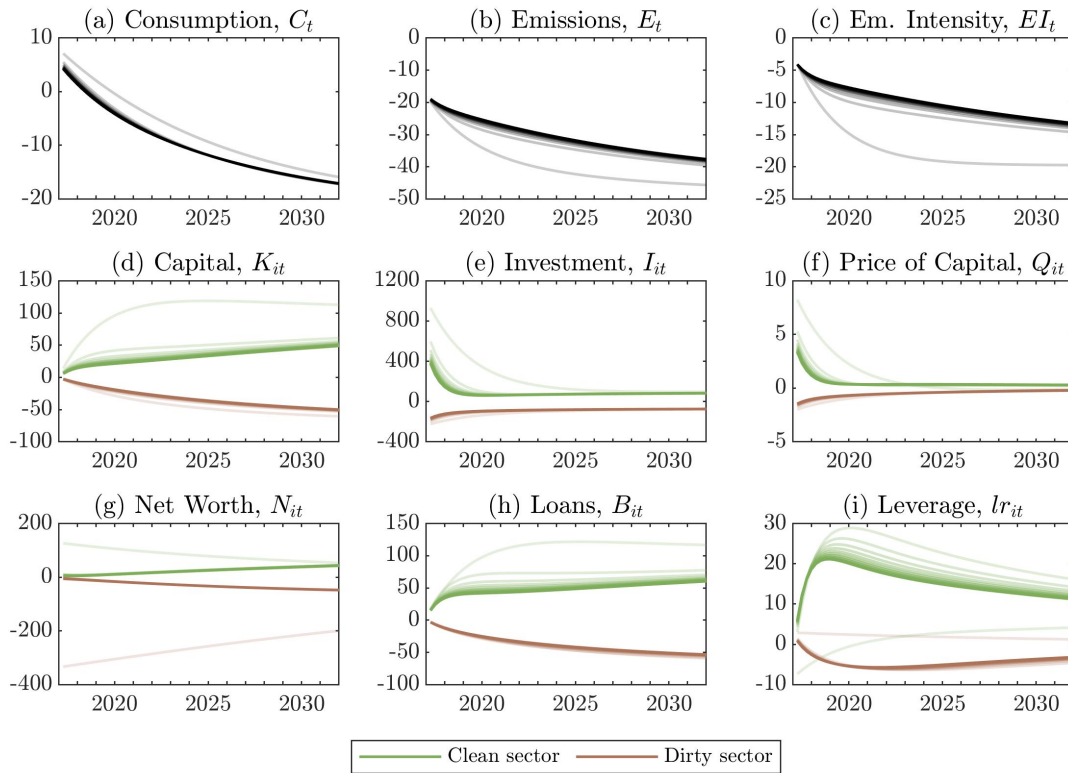 (a) Consumption, C_t
(b) Emissions, E_t
(c) Em. Intensity, EI_t
10
0
-10
-20
2020 2025 2030
0
-10
-20
-30
-40
-50
2020 2025 2030
0
-5
-10
-15
-20
-25
2020 2025 2030
(d) Capital, K_it
(e) Investment, I_it
(f) Price of Capital, Q_it
150
100
50
0
-50
-100
2020 2025 2030
1200
800
400
0
-400
2020 2025 2030
10
5
0
-5
2020 2025 2030
(g) Net Worth, N_it
(h) Loans, B_it
(i) Leverage, lr_it
200
0
-200
-400
2020 2025 2030
150
100
50
0
-50
-100
2020 2025 2030
30
20
10
0
-10
2020 2025 2030
Clean sector Dirty sector